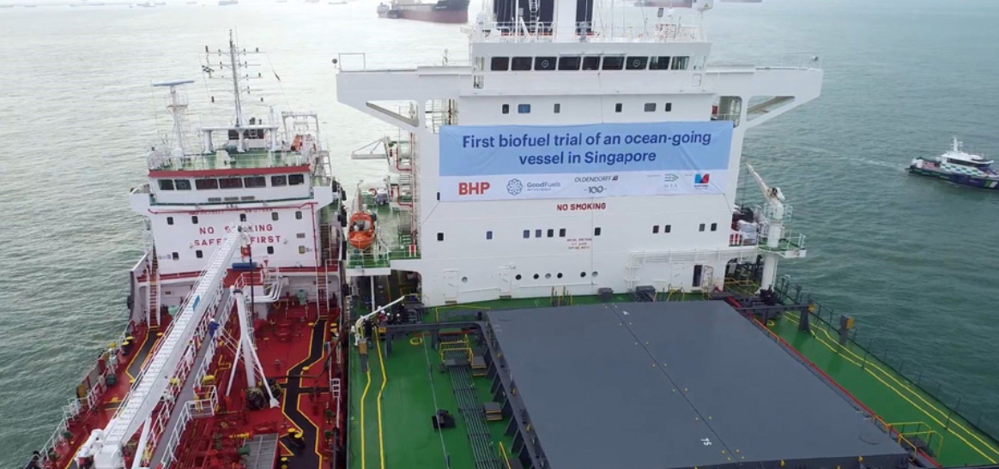 First biofuel trial of an ocean-going
vessel in Singapore
BHP
GoodFuels
OLDENDORFF
100
NO SMOKING
NO SMOKING
SAFETY FIRST